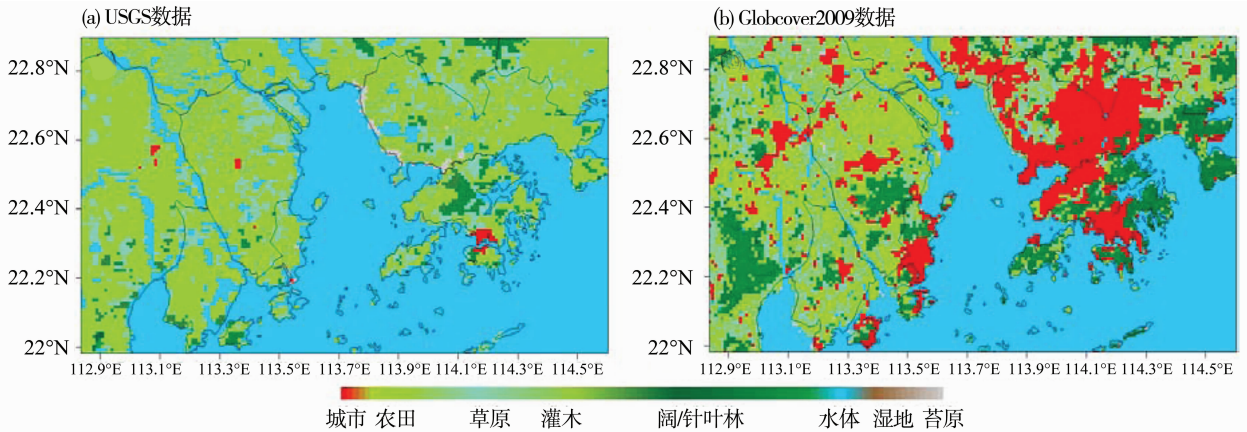 (a) USGS数据
(b) Globcover2009数据
22.8°N
22.6°N
22.4°N
22.2°N
22°N
22.8°N
22.6°N
22.4°N
22.2°N
22°N
112.9°E 113.1°E 113.3°E 113.5°E 113.7°E 113.9°E 114.1°E 114.3°E 114.5°E
112.9°E 113.1°E 113.3°E 113.5°E 113.7°E 113.9°E 114.1°E 114.3°E 114.5°E
城市 农田 草原 灌木 阔/针叶林 水体 湿地 苔原